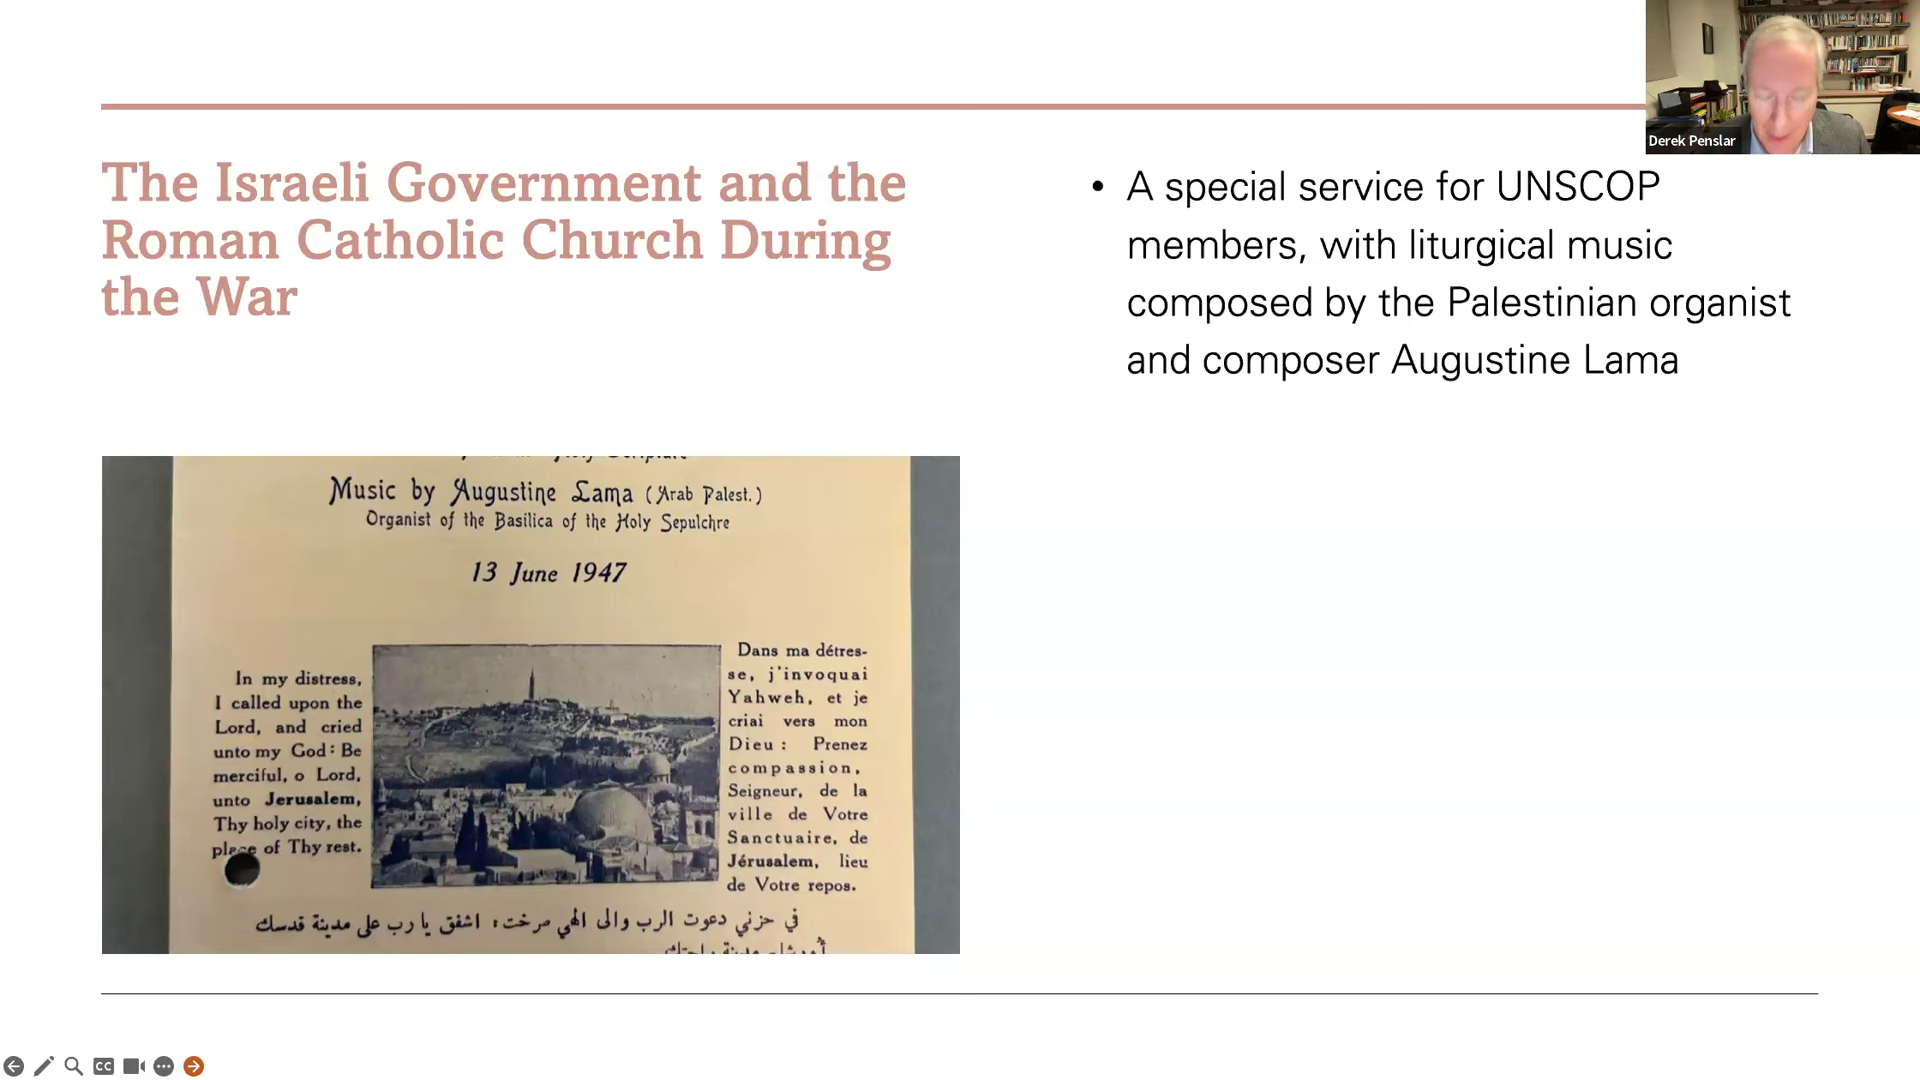 Derek Penslar
The Israeli Government and the
Roman Catholic Church During
the War
• A special service for UNSCOP
members, with liturgical music
composed by the Palestinian organist
and composer Augustine Lama
Holy Scripture
Music by Augustine Lama (Arab Palest.)
Organist of the Basilica of the Holy Sepulchre
13 June 1947
In my distress,
I called upon the
Lord, and cried
unto my God: Be
merciful, o Lord,
unto Jerusalem,
Thy holy city, the
place of Thy rest.
Dans ma détres-
se, j'invoquai
Yahweh, et je
criai vers mon
Dieu : Prenez
compassion,
Seigneur, de la
ville de Votre
Sanctuaire, de
Jérusalem, lieu
de Votre repos.
في حزني دعوت الرب والى الهي صرخت: اشفق يا رب على مدينة قدسك
CC